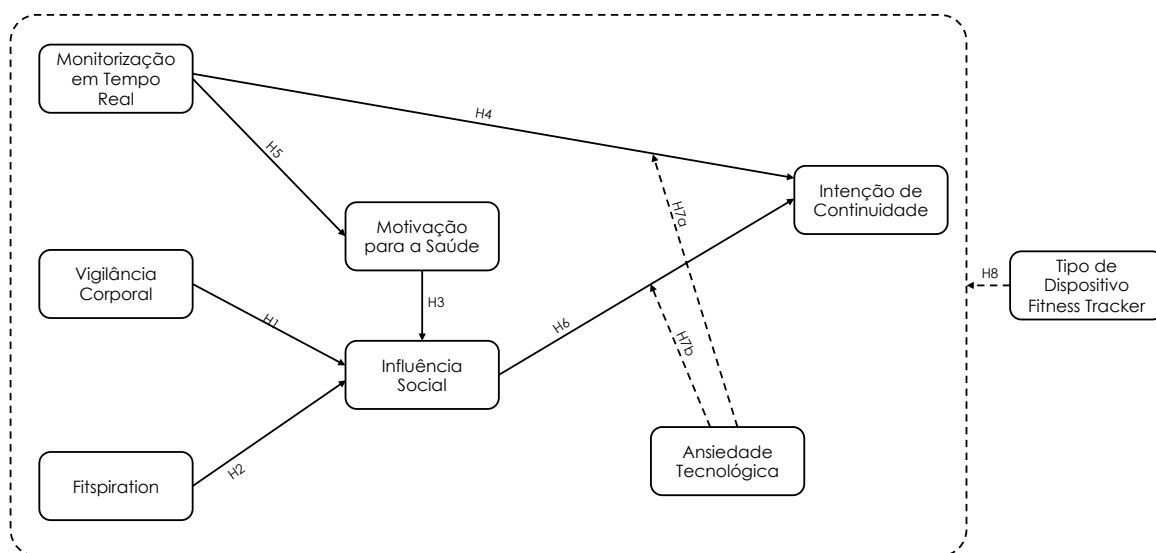 Monitorização
em Tempo
Real
H4
H5
Intenção de
Continuidade
Motivação
para a Saúde
H7a
Vigilância
Corporal
H8
Tipo de
Dispositivo
Fitness Tracker
H3
H1
H6
Influência
Social
H7b
Ansiedade
Tecnológica
H2
Fitspiration